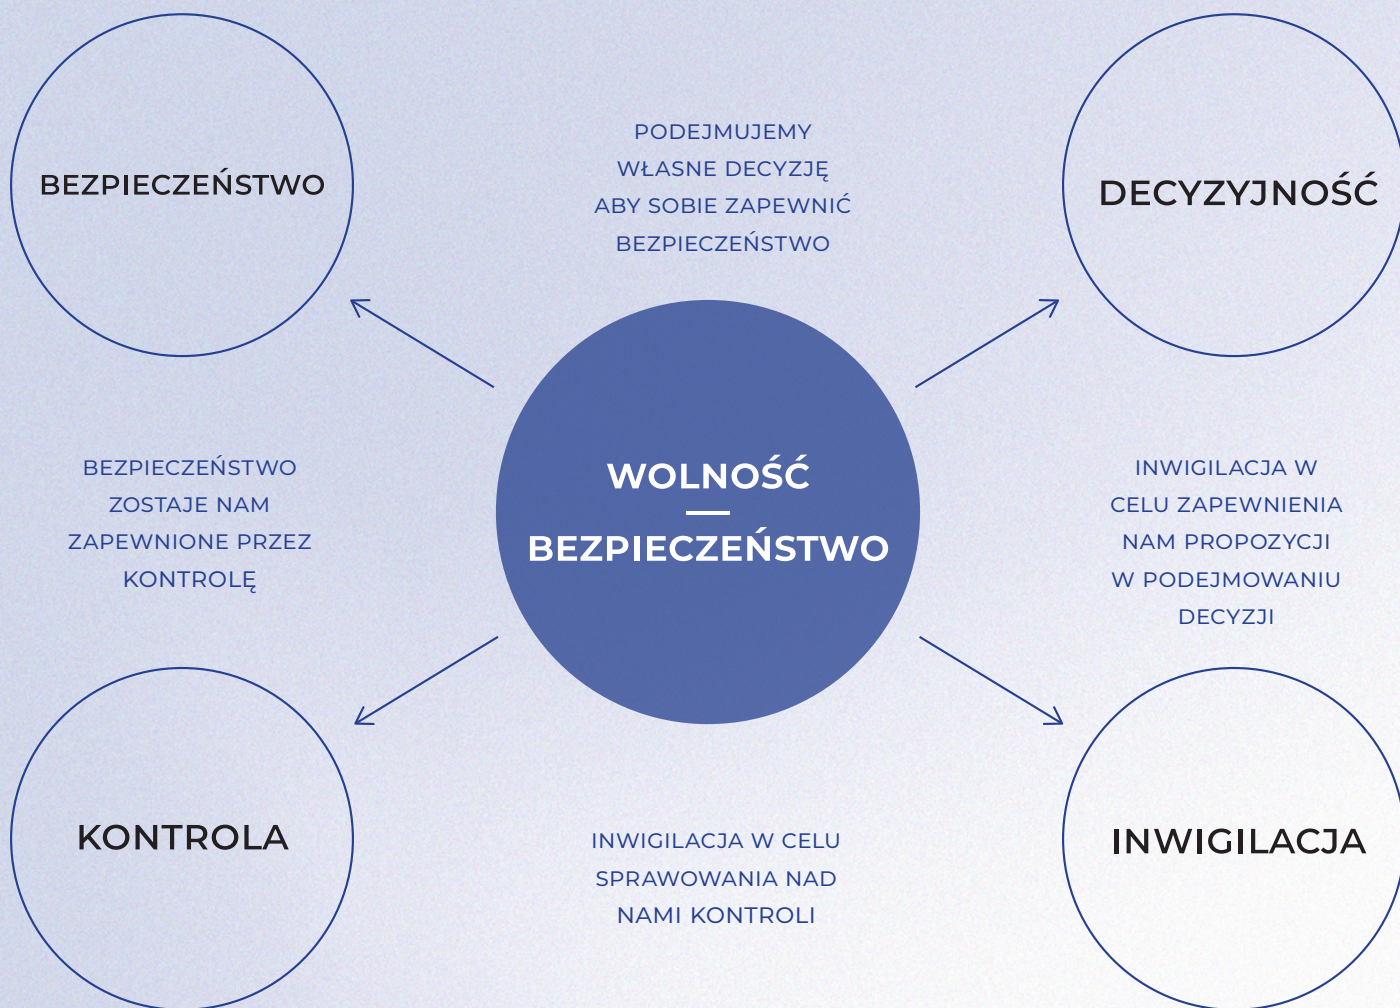 BEZPIECZEŃSTWO
PODEJMUJEMY
WŁASNE DECYZJĘ
ABY SOBIE ZAPEWNIĆ
BEZPIECZEŃSTWO
DECYZYJNOŚĆ
BEZPIECZEŃSTWO
ZOSTAJE NAM
ZAPEWNIONE PRZEZ
KONTROLĘ
WOLNOŚĆ
—
BEZPIECZEŃSTWO
INWIGILACJA W
CELU ZAPEWNIENIA
NAM PROPOZYCJI
W PODEJMOWANIU
DECYZJI
KONTROLA
INWIGILACJA W CELU
SPRAWOWANIA NAD
NAMI KONTROLI
INWIGILACJA